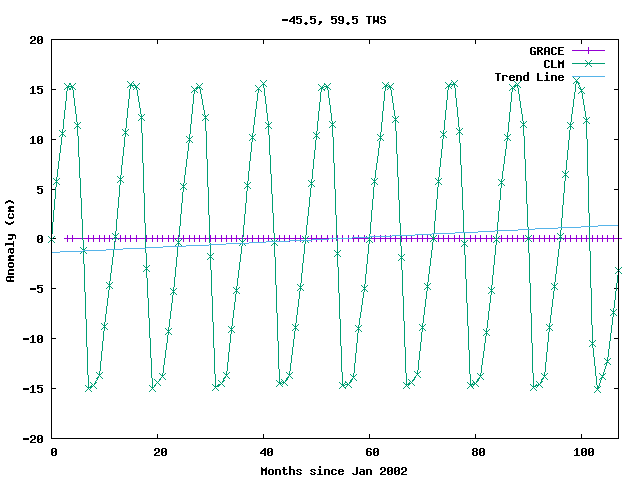 -45.5, 59.5 TWS
GRACE
CLM
Trend Line
20
15
10
5
0
-5
-10
-15
-20
Anomaly (cm)
0 20 40 60 80 100
Months since Jan 2002